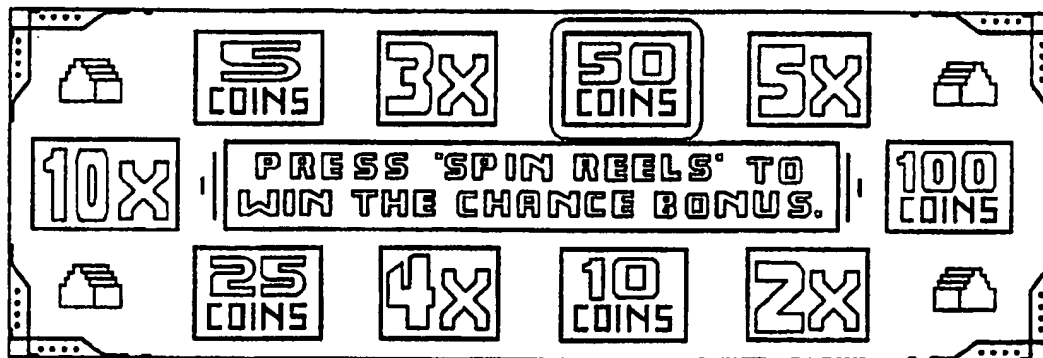 5
COINS
3X
50
COINS
5X
10X
PRESS 'SPIN REELS' TO
WIN THE CHANCE BONUS.
100
COINS
25
COINS
4X
10
COINS
2X